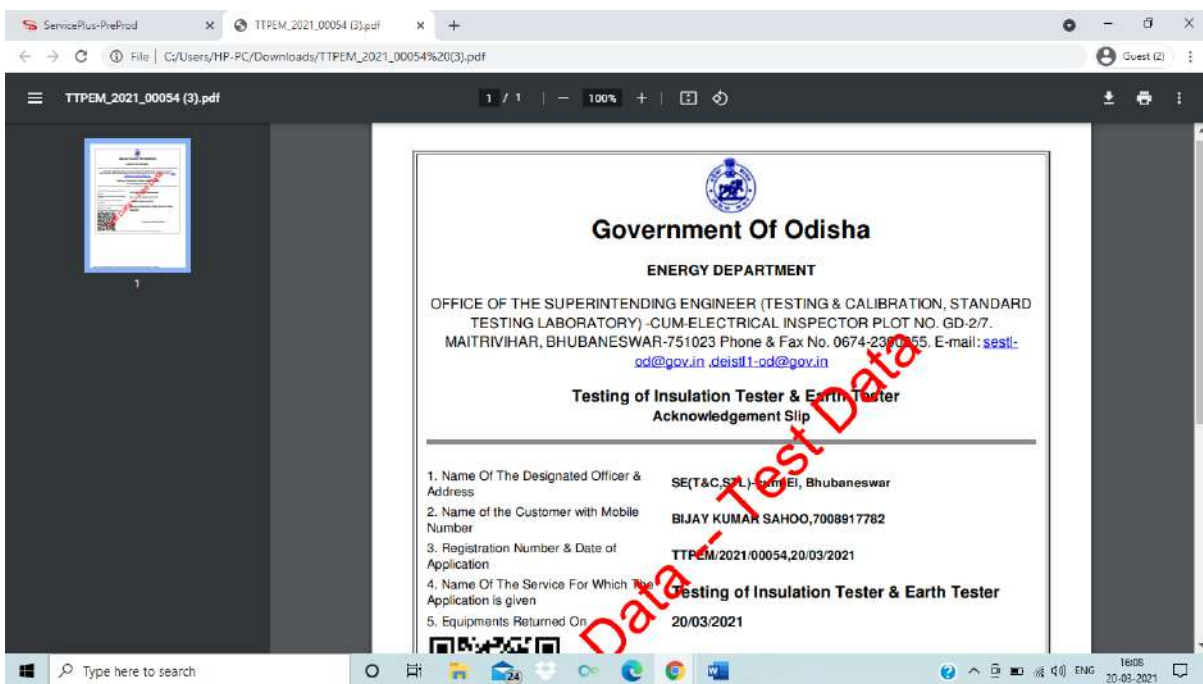 ServicePlus-PreProd
TTPEM_2021_00054 (3).pdf
File | C:/Users/HP-PC/Downloads/TTPEM_2021_00054%20(3).pdf
Guest (2)
TTPEM_2021_00054 (3).pdf
1 / 1
100%
1
Government Of Odisha
ENERGY DEPARTMENT
OFFICE OF THE SUPERINTENDING ENGINEER (TESTING & CALIBRATION, STANDARD
TESTING LABORATORY) -CUM-ELECTRICAL INSPECTOR PLOT NO. GD-2/7.
MAITRIVIHAR, BHUBANESWAR-751023 Phone & Fax No. E-mail: sestl-
od@gov.in ,deistl1-od@gov.in
Testing of Insulation Tester & Earth Tester
Acknowledgement Slip
1. Name Of The Designated Officer &
Address
SE(T&C,STL)-cum-EI, Bhubaneswar
2. Name of the Customer with Mobile
Number
BIJAY KUMAR SAHOO,7008917782
3. Registration Number & Date of
Application
TTPEM/2021/00054,20/03/2021
4. Name Of The Service For Which The
Application is given
Testing of Insulation Tester & Earth Tester
5. Equipments Returned On
20/03/2021
Data -- Test Data
Type here to search
24
ENG
16:08
20-03-2021